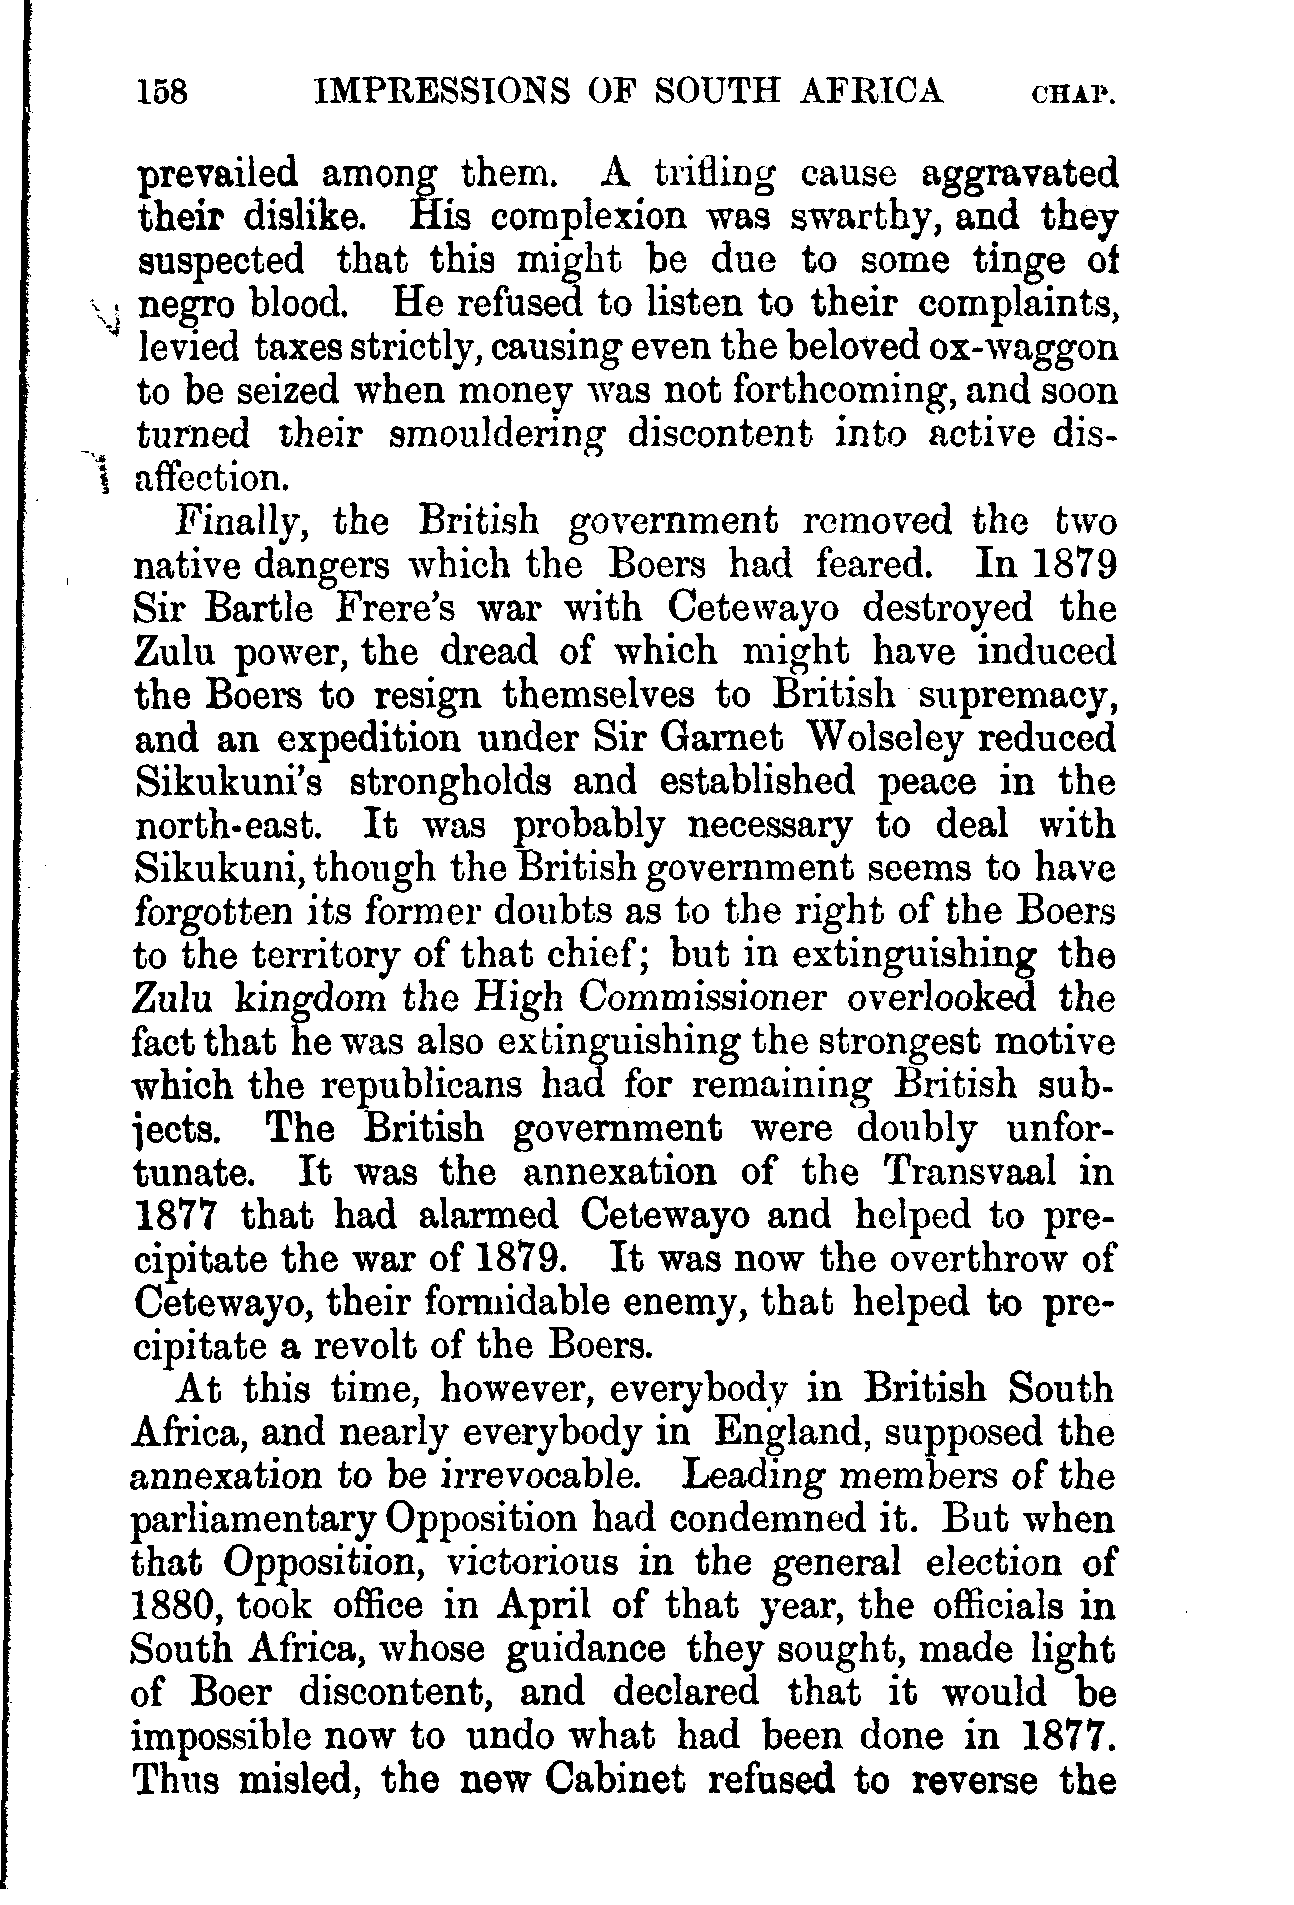 158 IMPRESSIONS OF SOUTH AFRICA CHAP.
prevailed among them. A trifling cause aggravated
their dislike. His complexion was swarthy, and they
suspected that this might be due to some tinge of
negro blood. He refused to listen to their complaints,
levied taxes strictly, causing even the beloved ox-waggon
to be seized when money was not forthcoming, and soon
turned their smouldering discontent into active dis-
affection.
Finally, the British government removed the two
native dangers which the Boers had feared. In 1879
Sir Bartle Frere's war with Cetewayo destroyed the
Zulu power, the dread of which might have induced
the Boers to resign themselves to British supremacy,
and an expedition under Sir Garnet Wolseley reduced
Sikukuni's strongholds and established peace in the
north-east. It was probably necessary to deal with
Sikukuni, though the British government seems to have
forgotten its former doubts as to the right of the Boers
to the territory of that chief; but in extinguishing the
Zulu kingdom the High Commissioner overlooked the
fact that he was also extinguishing the strongest motive
which the republicans had for remaining British sub-
jects. The British government were doubly unfor-
tunate. It was the annexation of the Transvaal in
1877 that had alarmed Cetewayo and helped to pre-
cipitate the war of 1879. It was now the overthrow of
Cetewayo, their formidable enemy, that helped to pre-
cipitate a revolt of the Boers.
At this time, however, everybody in British South
Africa, and nearly everybody in England, supposed the
annexation to be irrevocable. Leading members of the
parliamentary Opposition had condemned it. But when
that Opposition, victorious in the general election of
1880, took office in April of that year, the officials in
South Africa, whose guidance they sought, made light
of Boer discontent, and declared that it would be
impossible now to undo what had been done in 1877.
Thus misled, the new Cabinet refused to reverse the